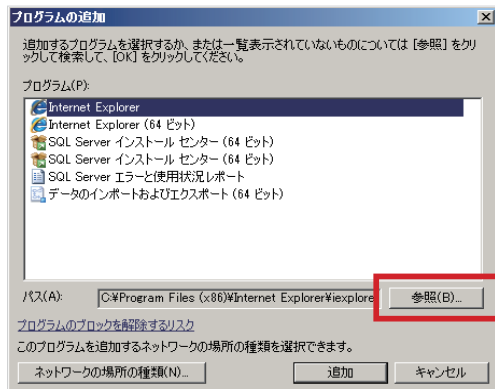 プログラムの追加
追加するプログラムを選択するか、または一覧表示されていないものについては [参照] をクリ
ックして検索して、[OK] をクリックしてください。
プログラム(P):
Internet Explorer
Internet Explorer (64 ビット)
SQL Server インストール センター (64 ビット)
SQL Server インストール センター (64 ビット)
SQL Server エラーと使用状況レポート
データのインポートおよびエクスポート (64 ビット)
パス(A): C:¥Program Files (x86)¥Internet Explorer¥iexplore 参照(B)...
プログラムのブロックを解除するリスク
このプログラムを追加するネットワークの場所の種類を選択できます。
ネットワークの場所の種類(N)... 追加 キャンセル